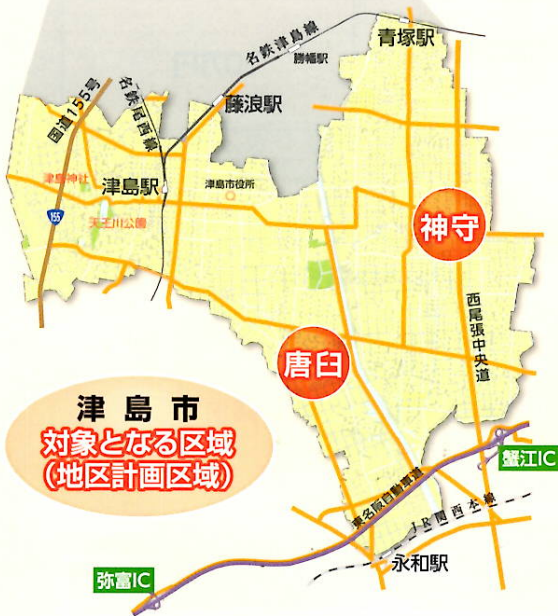 青塚駅
名鉄津島線
勝幡駅
藤浪駅
国道155号
名鉄尾西線
津島神社
津島駅
津島市役所
天王川公園
155
神守
西尾張中央道
唐臼
津島市
対象となる区域
(地区計画区域)
蟹江IC
東名阪自動車道
JR関西本線
永和駅
弥富IC